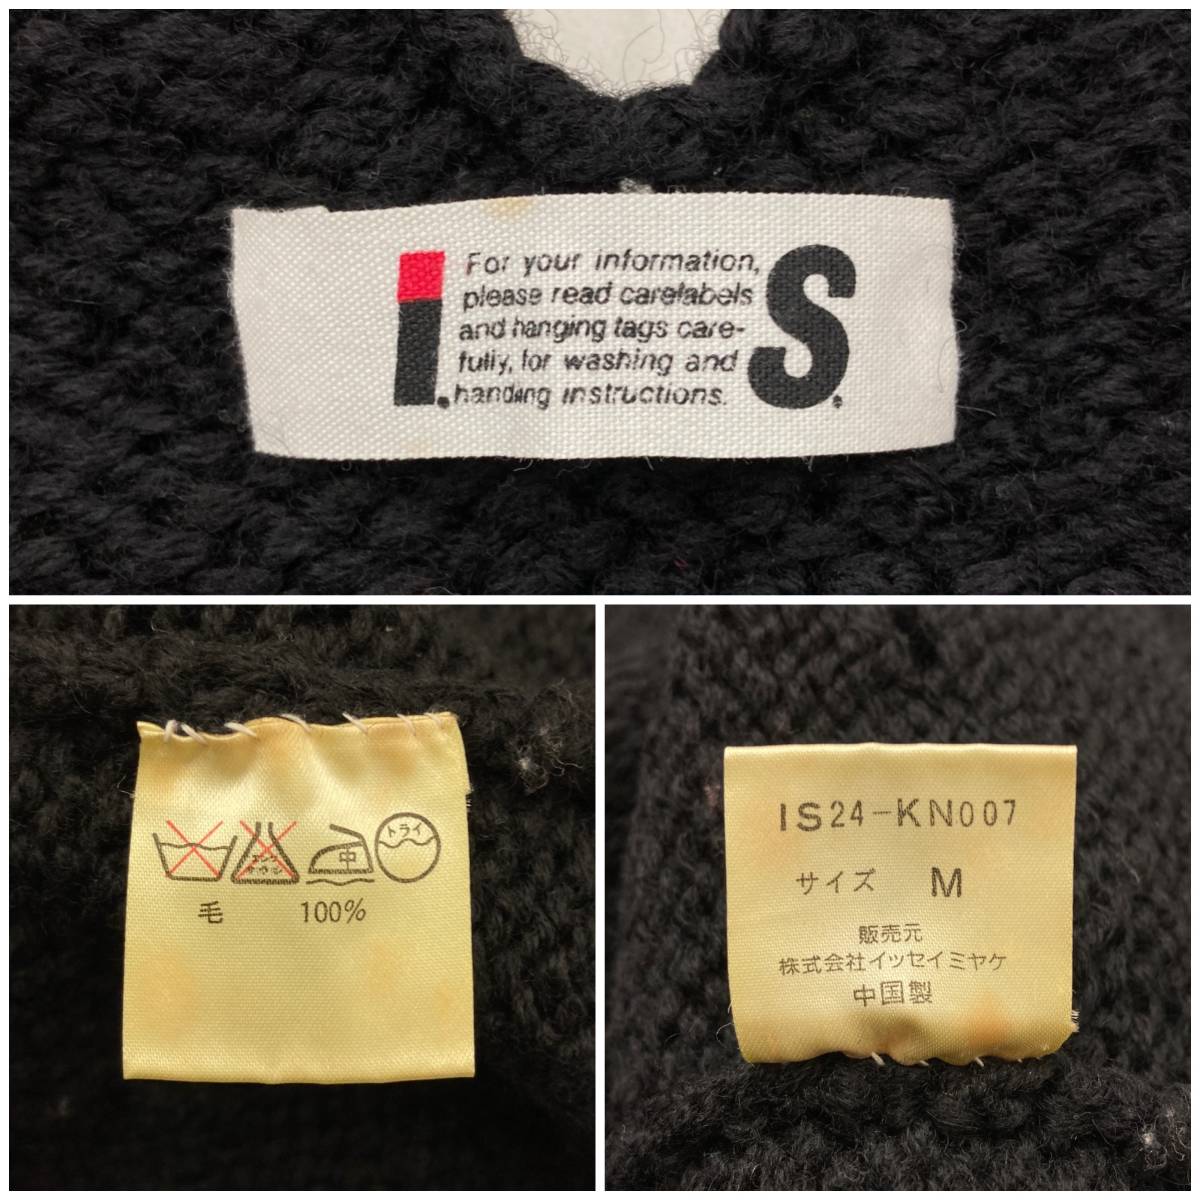 i.S.
For your information,
please read carelabels
and hanging tags care-
fully, for washing and
handling instructions.
中
ドライ
毛 100%
IS24-KN007
サイズ M
販売元
株式会社イッセイミヤケ
中国製